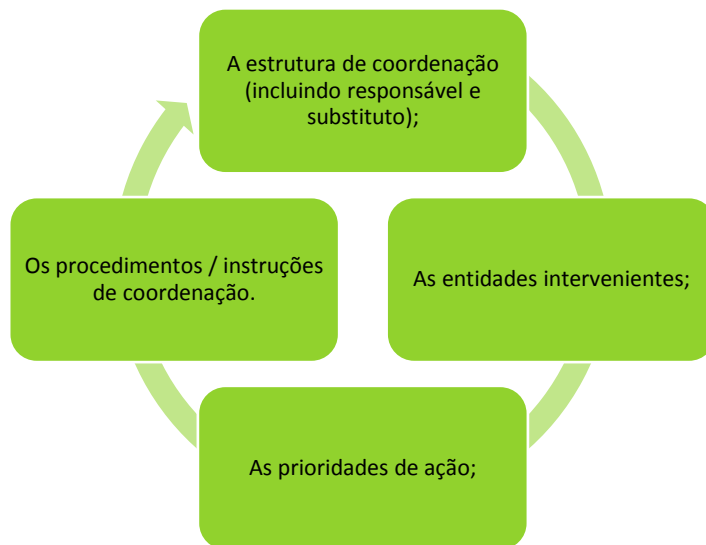 A estrutura de coordenação
(incluindo responsável e
substituto);
As entidades intervenientes;
As prioridades de ação;
Os procedimentos / instruções
de coordenação.